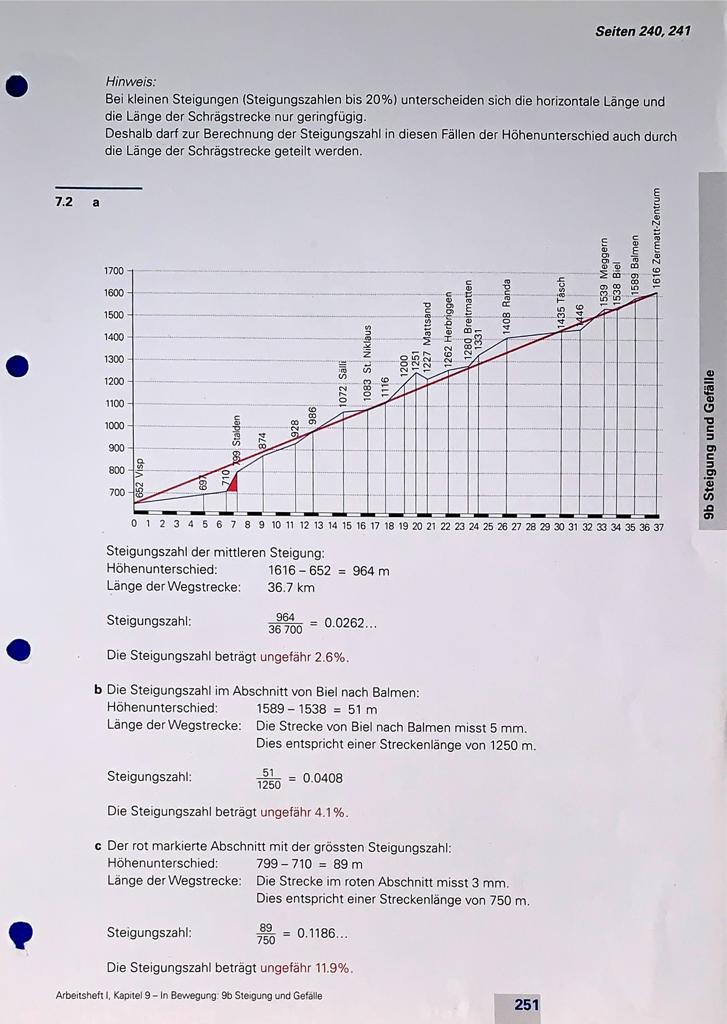 Seiten 240, 241
Hinweis:
Bei kleinen Steigungen (Steigungszahlen bis 20%) unterscheiden sich die horizontale Länge und
die Länge der Schrägstrecke nur geringfügig.
Deshalb darf zur Berechnung der Steigungszahl in diesen Fällen der Höhenunterschied auch durch
die Länge der Schrägstrecke geteilt werden.
7.2 a
1700
1600
1500
1400
1300
1200
1100
1000
900
800
700
652 Visp
697
710
799 Stalden
874
928
986
1072 Sälli
1083 St. Niklaus
1116
1200
1251
1227 Mattsand
1262 Herbriggen
1280 Breitmatten
1331
1408 Randa
1435 Täsch
1446
1539 Meggern
1538 Biel
1589 Balmen
1616 Zermatt-Zentrum
0 1 2 3 4 5 6 7 8 9 10 11 12 13 14 15 16 17 18 19 20 21 22 23 24 25 26 27 28 29 30 31 32 33 34 35 36 37
Steigungszahl der mittleren Steigung:
Höhenunterschied: 1616 – 652 = 964 m
Länge der Wegstrecke: 36.7 km
Steigungszahl: 964/36 700 = 0.0262...
Die Steigungszahl beträgt ungefähr 2.6%.
b Die Steigungszahl im Abschnitt von Biel nach Balmen:
Höhenunterschied: 1589 – 1538 = 51 m
Länge der Wegstrecke: Die Strecke von Biel nach Balmen misst 5 mm.
Dies entspricht einer Streckenlänge von 1250 m.
Steigungszahl: 51/1250 = 0.0408
Die Steigungszahl beträgt ungefähr 4.1%.
c Der rot markierte Abschnitt mit der grössten Steigungszahl:
Höhenunterschied: 799 – 710 = 89 m
Länge der Wegstrecke: Die Strecke im roten Abschnitt misst 3 mm.
Dies entspricht einer Streckenlänge von 750 m.
Steigungszahl: 89/750 = 0.1186...
Die Steigungszahl beträgt ungefähr 11.9%.
9b Steigung und Gefälle
Arbeitsheft I, Kapitel 9 – In Bewegung: 9b Steigung und Gefälle
251